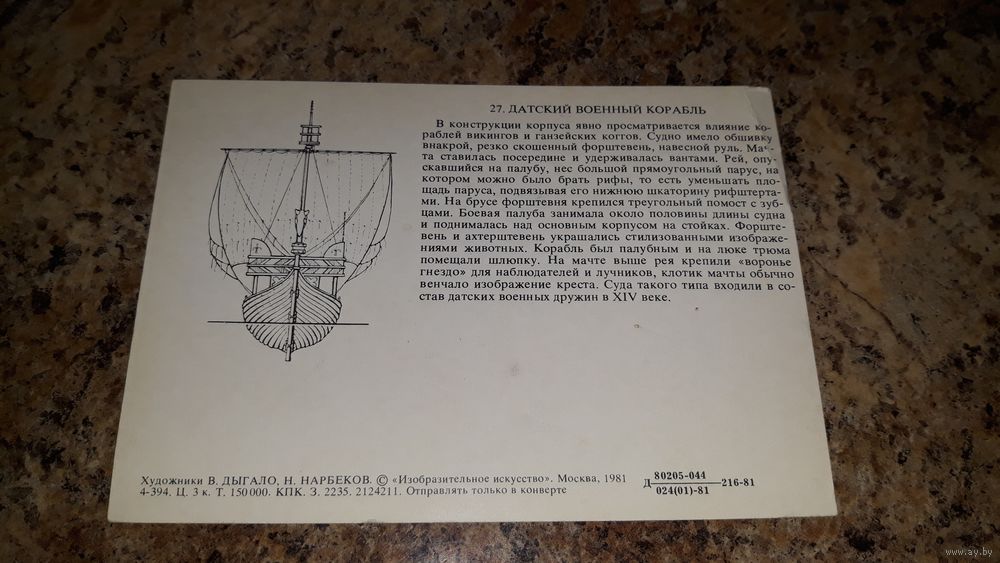 27. ДАТСКИЙ ВОЕННЫЙ КОРАБЛЬ
В конструкции корпуса явно просматривается влияние ко-
раблей викингов и ганзейских коггов. Судно имело обшивку
внакрой, резко скошенный форштевень, навесной руль. Мач-
та ставилась посередине и удерживалась вантами. Рей, опу-
скавшийся на палубу, нес большой прямоугольный парус, на
котором можно было брать рифы, то есть уменьшать пло-
щадь паруса, подвязывая его нижнюю шкаторину рифштерта-
ми. На брусе форштевня крепился треугольный помост с зуб-
цами. Боевая палуба занимала около половины длины судна
и поднималась над основным корпусом на стойках. Форште-
вень и ахтерштевень украшались стилизованными изображе-
ниями животных. Корабль был палубным и на люке трюма
помещали шлюпку. На мачте выше рея крепили «воронье
гнездо» для наблюдателей и лучников, клотик мачты обычно
венчало изображение креста. Суда такого типа входили в со-
став датских военных дружин в XIV веке.
Художники В. ДЫГАЛО, Н. НАРБЕКОВ. © «Изобразительное искусство». Москва, 1981
4-394. Ц. 3 к. Т. 150 000. КПК. З. 2235. 2124211. Отправлять только в конверте
Д 80205-044 216-81
024(01)-81
www.ay.by